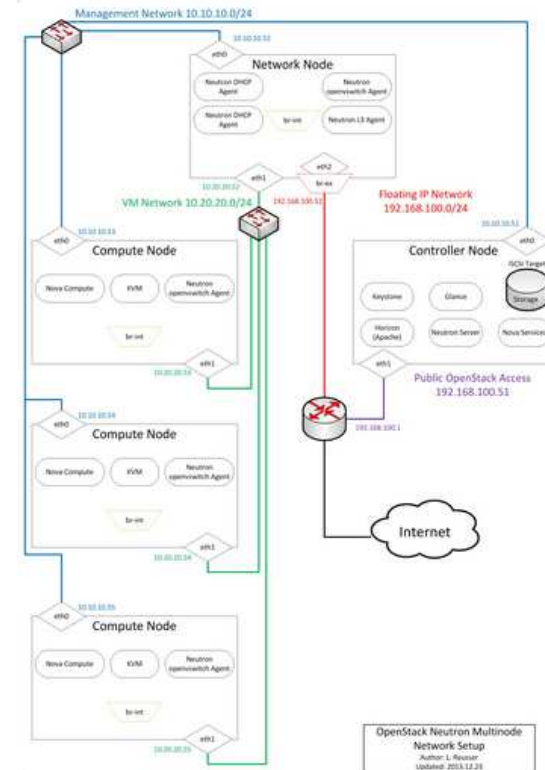 Management Network 10.10.10.0/24
10.10.10.52
eth0
Network Node
Neutron DHCP
Agent
Neutron
openvswitch Agent
Neutron DHCP
Agent
br-int
Neutron L3 Agent
eth2
eth1
br-ex
10.20.20.52
192.168.100.52
VM Network 10.20.20.0/24
Floating IP Network
192.168.100.0/24
10.10.10.51
eth0
Controller Node
iSCSI Target
Storage
Keystone
Glance
Horizon
(Apache)
Neutron Server
Nova Services
eth1
Public OpenStack Access
192.168.100.51
192.168.100.1
Internet
10.10.10.53
eth0
Compute Node
Nova Compute
KVM
Neutron
openvswitch Agent
br-int
eth1
10.20.20.53
10.10.10.54
eth0
Compute Node
Nova Compute
KVM
Neutron
openvswitch Agent
br-int
eth1
10.20.20.54
10.10.10.55
eth0
Compute Node
Nova Compute
KVM
Neutron
openvswitch Agent
br-int
eth1
10.20.20.55
OpenStack Neutron Multinode
Network Setup
Author: L. Reusser
Updated: 2013.12.23